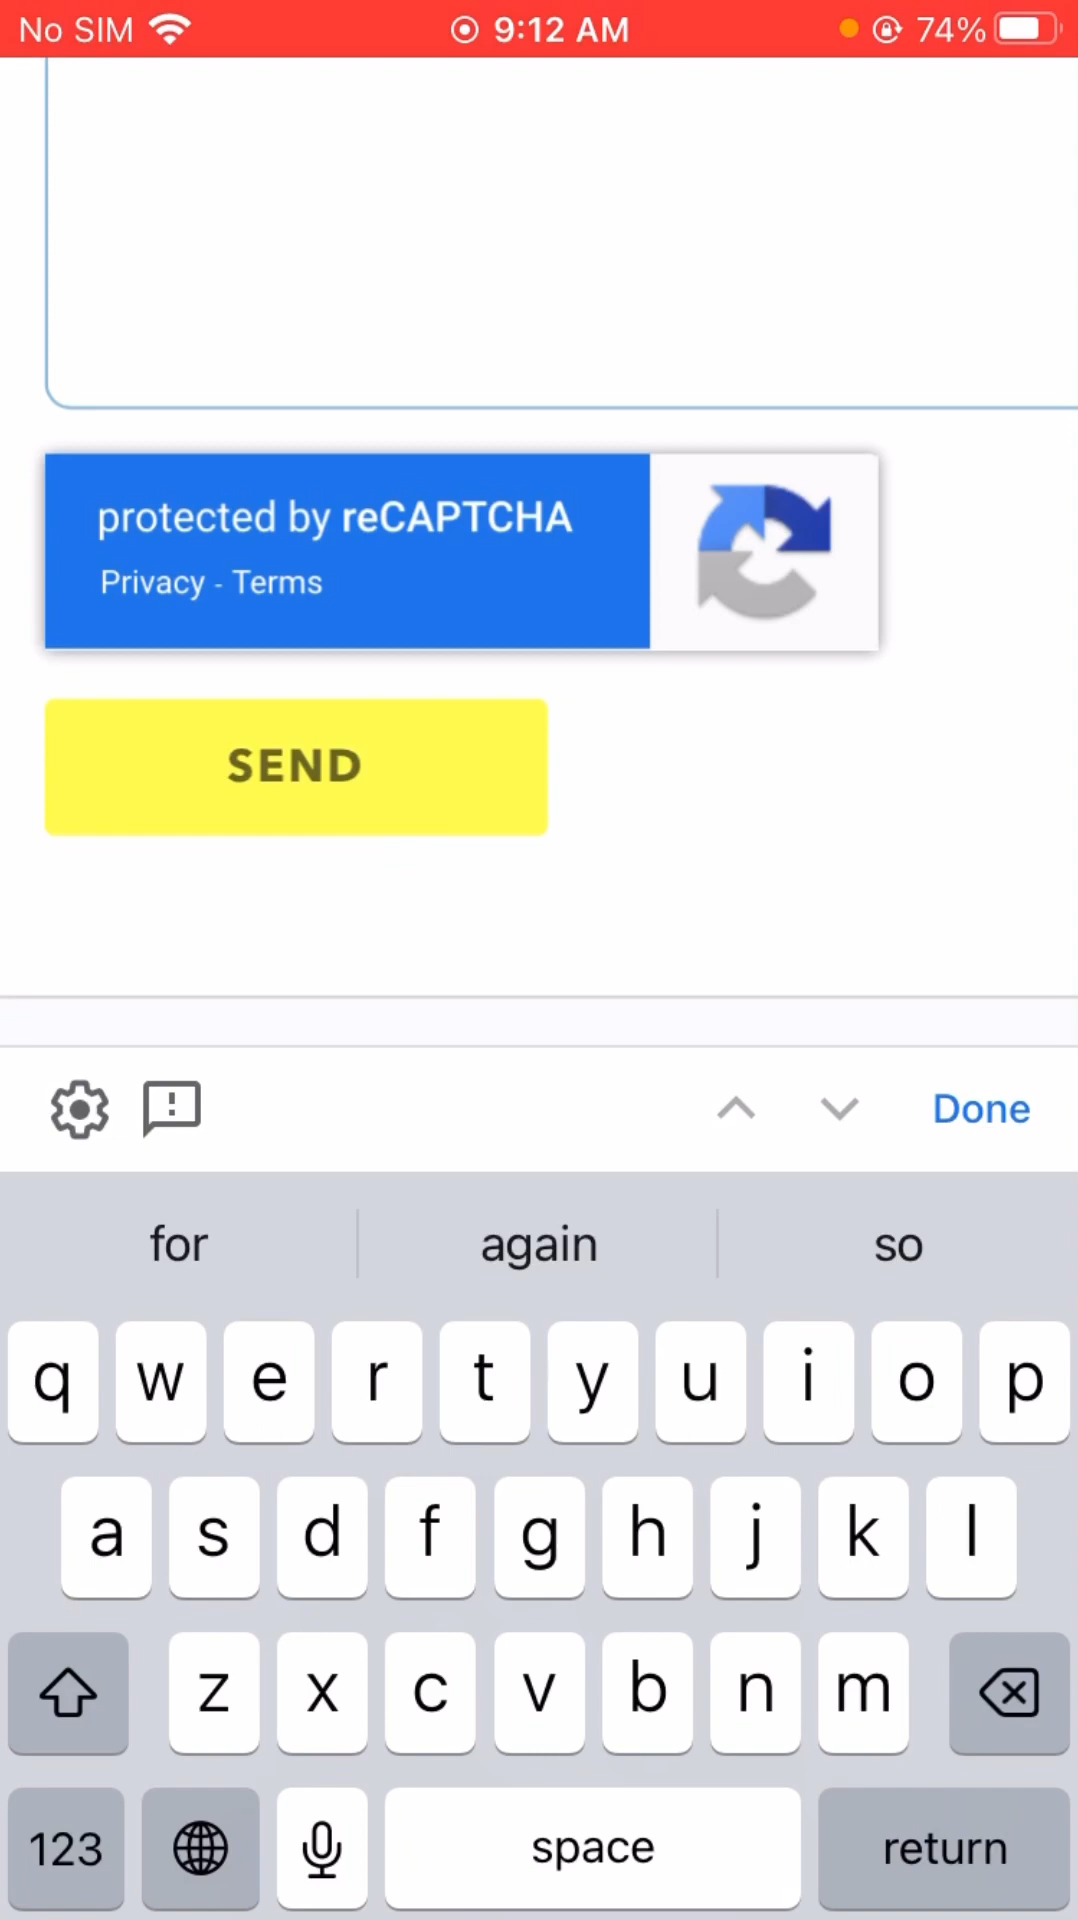 No SIM 9:12 AM 74%
protected by reCAPTCHA
Privacy - Terms
SEND
Done
for again so
q w e r t y u i o p
a s d f g h j k l
z x c v b n m
123 space return